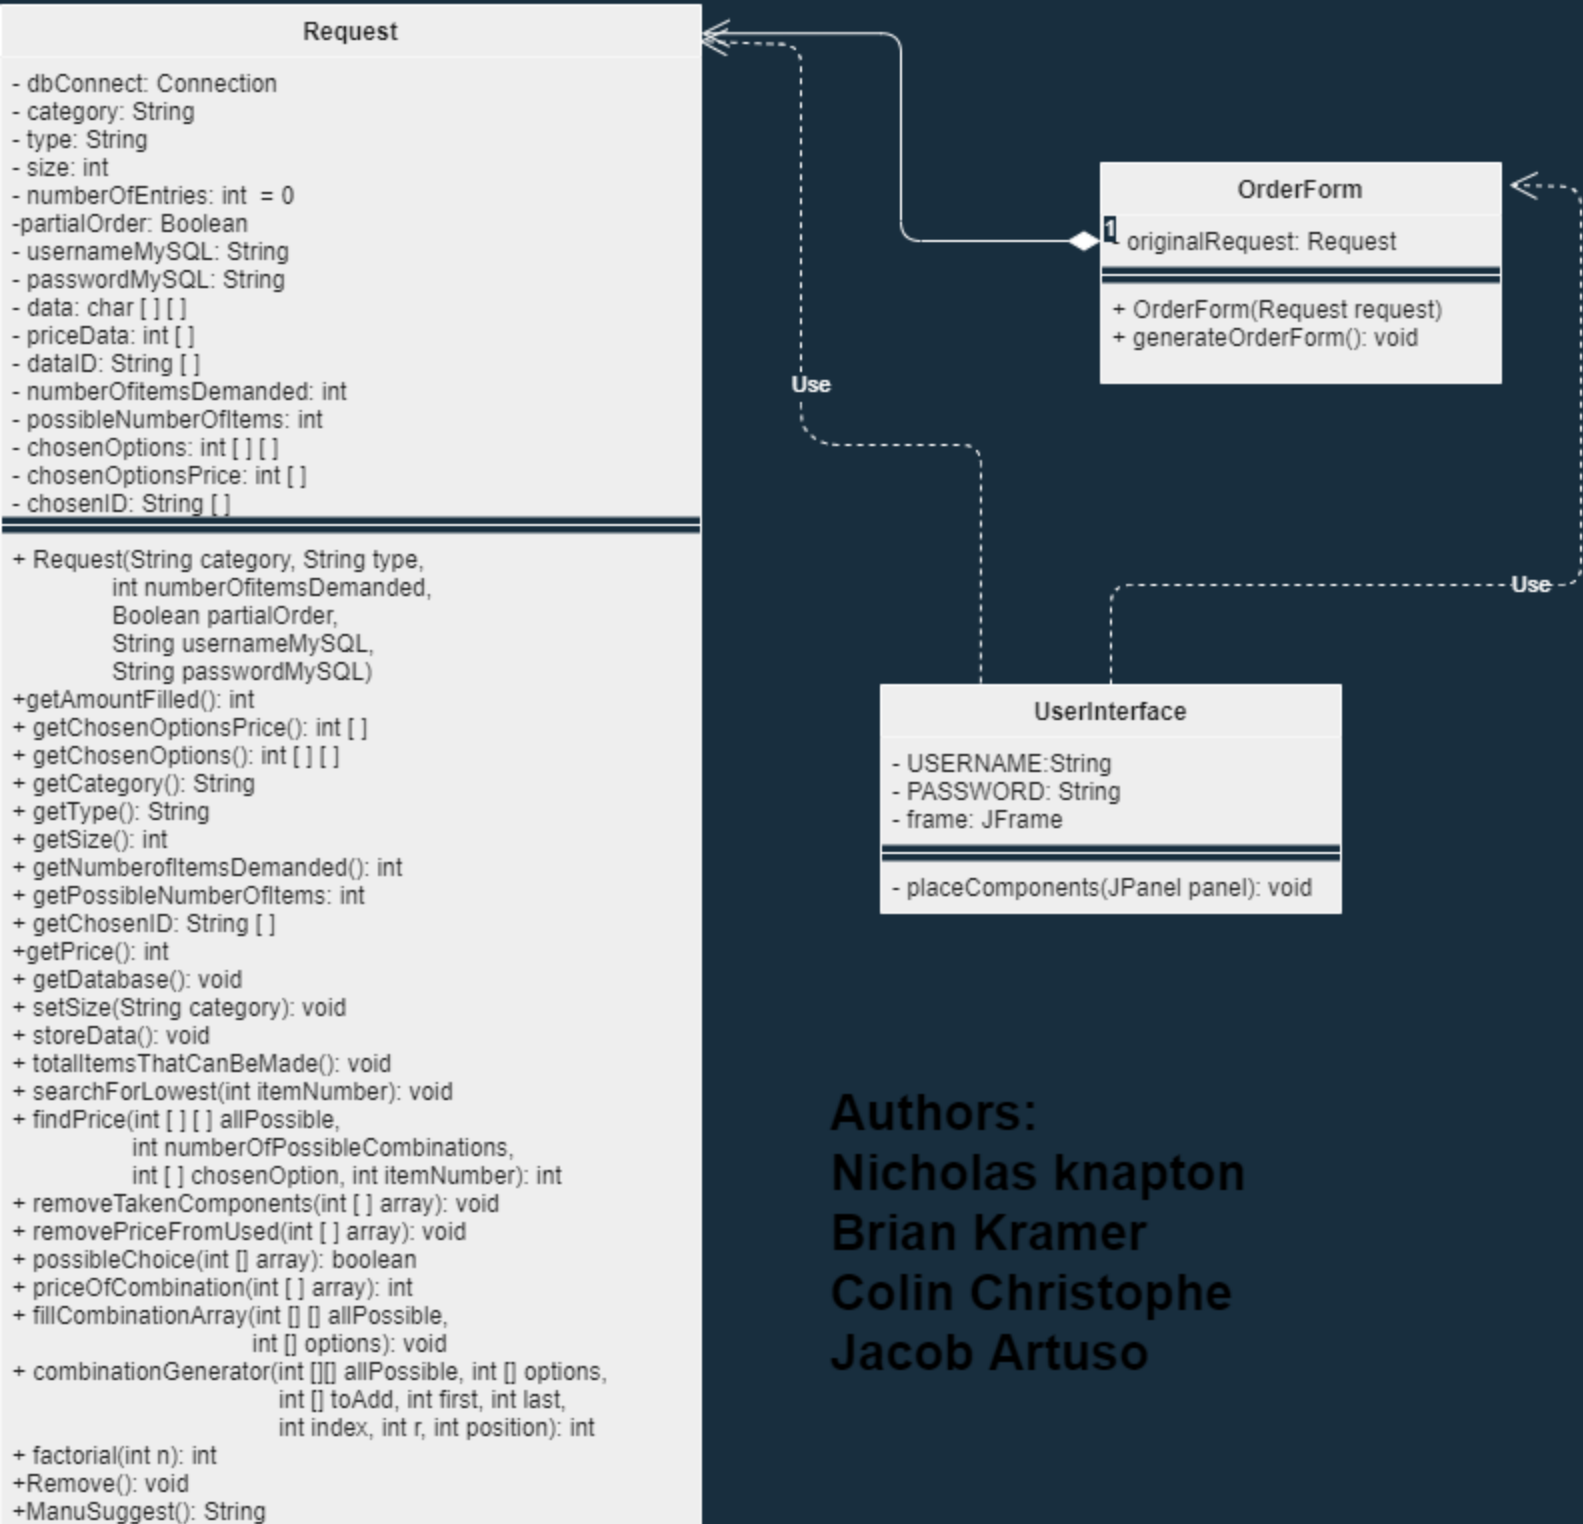 Request
- dbConnect: Connection
- category: String
- type: String
- size: int
- numberOfEntries: int  = 0
-partialOrder: Boolean
- usernameMySQL: String
- passwordMySQL: String
- data: char [ ] [ ]
- priceData: int [ ]
- dataID: String [ ]
- numberOfitemsDemanded: int
- possibleNumberOfItems: int
- chosenOptions: int [ ] [ ]
- chosenOptionsPrice: int [ ]
- chosenID: String [ ]
+ Request(String category, String type,
int numberOfitemsDemanded,
Boolean partialOrder,
String usernameMySQL,
String passwordMySQL)
+getAmountFilled(): int
+ getChosenOptionsPrice(): int [ ]
+ getChosenOptions(): int [ ] [ ]
+ getCategory(): String
+ getType(): String
+ getSize(): int
+ getNumberofItemsDemanded(): int
+ getPossibleNumberOfItems: int
+ getChosenID: String [ ]
+getPrice(): int
+ getDatabase(): void
+ setSize(String category): void
+ storeData(): void
+ totalItemsThatCanBeMade(): void
+ searchForLowest(int itemNumber): void
+ findPrice(int [ ] [ ] allPossible,
int numberOfPossibleCombinations,
int [ ] chosenOption, int itemNumber): int
+ removeTakenComponents(int [ ] array): void
+ removePriceFromUsed(int [ ] array): void
+ possibleChoice(int [] array): boolean
+ priceOfCombination(int [ ] array): int
+ fillCombinationArray(int [] [] allPossible,
int [] options): void
+ combinationGenerator(int [][] allPossible, int [] options,
int [] toAdd, int first, int last,
int index, int r, int position): int
+ factorial(int n): int
+Remove(): void
+ManuSuggest(): String
OrderForm
1
- originalRequest: Request
+ OrderForm(Request request)
+ generateOrderForm(): void
Use
Use
UserInterface
- USERNAME:String
- PASSWORD: String
- frame: JFrame
- placeComponents(JPanel panel): void
Authors:
Nicholas knapton
Brian Kramer
Colin Christophe
Jacob Artuso